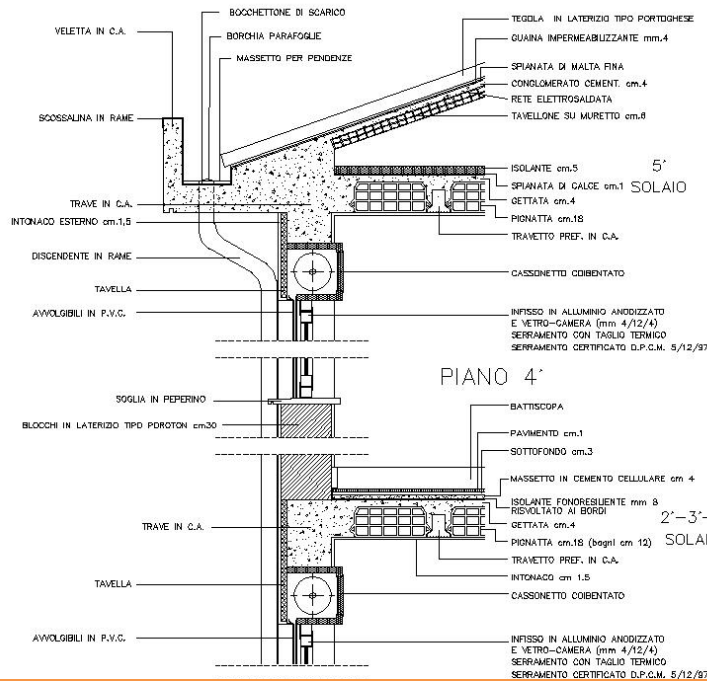 BOCCHETTONE DI SCARICO
VELETTA IN C.A.
BORCHIA PARAFOGLIE
MASSETTO PER PENDENZE
SCOSSALINA IN RAME
TRAVE IN C.A.
INTONACO ESTERNO cm.1,5
DISCENDENTE IN RAME
TAVELLA
AVVOLGIBILI IN P.V.C.
SOGLIA IN PEPERINO
BLOCCHI IN LATERIZIO TIPO POROTON cm30
TRAVE IN C.A.
TAVELLA
AVVOLGIBILI IN P.V.C.
TEGOLA IN LATERIZIO TIPO PORTOGHESE
GUAINA IMPERMEABILIZZANTE mm.4
SPIANATA DI MALTA FINA
CONGLOMERATO CEMENT. cm.4
RETE ELETTROSALDATA
TAVELLONE SU MURETTO cm.6
ISOLANTE cm.5
5°
SOLAIO
SPIANATA DI CALCE cm.1
GETTATA cm.4
PIGNATTA cm.18
TRAVETTO PREF. IN C.A.
CASSONETTO COIBENTATO
INFISSO IN ALLUMINIO ANODIZZATO
E VETRO-CAMERA (mm 4/12/4)
SERRAMENTO CON TAGLIO TERMICO
SERRAMENTO CERTIFICATO D.P.C.M. 5/12/97
PIANO 4°
BATTISCOPA
PAVIMENTO cm.1
SOTTOFONDO cm.3
MASSETTO IN CEMENTO CELLULARE cm 4
ISOLANTE FONORESILIENTE mm 8
RISVOLTATO AI BORDI
GETTATA cm.4
2°-3°-
SOLAI
PIGNATTA cm.18 (bagni cm 12)
TRAVETTO PREF. IN C.A.
INTONACO cm 1.5
CASSONETTO COIBENTATO
INFISSO IN ALLUMINIO ANODIZZATO
E VETRO-CAMERA (mm 4/12/4)
SERRAMENTO CON TAGLIO TERMICO
SERRAMENTO CERTIFICATO D.P.C.M. 5/12/97